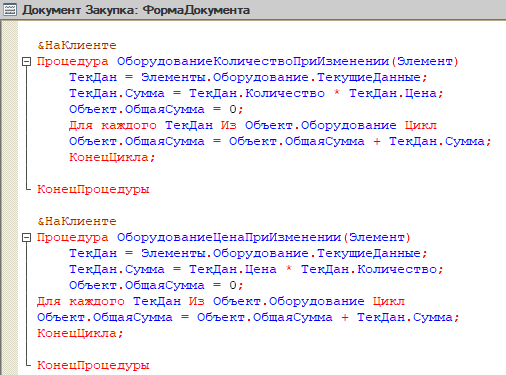 Документ Закупка: ФормаДокумента
&НаКлиенте
Процедура ОборудованиеКоличествоПриИзменении(Элемент)
ТекДан = Элементы.Оборудование.ТекущиеДанные;
ТекДан.Сумма = ТекДан.Количество * ТекДан.Цена;
Объект.ОбщаяСумма = 0;
Для каждого ТекДан Из Объект.Оборудование Цикл
Объект.ОбщаяСумма = Объект.ОбщаяСумма + ТекДан.Сумма;
КонецЦикла;
КонецПроцедуры
&НаКлиенте
Процедура ОборудованиеЦенаПриИзменении(Элемент)
ТекДан = Элементы.Оборудование.ТекущиеДанные;
ТекДан.Сумма = ТекДан.Цена * ТекДан.Количество;
Объект.ОбщаяСумма = 0;
Для каждого ТекДан Из Объект.Оборудование Цикл
Объект.ОбщаяСумма = Объект.ОбщаяСумма + ТекДан.Сумма;
КонецЦикла;
КонецПроцедуры